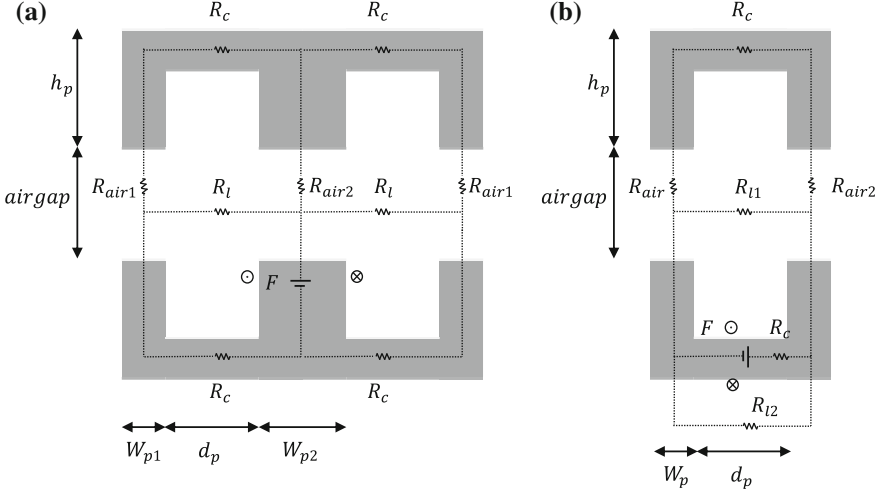 (a)
R_c R_c
h_p
airgap
R_air1 R_l R_air2 R_l R_air1
F
R_c R_c
W_p1 d_p W_p2
(b)
R_c
h_p
airgap
R_air R_l1 R_air2
F R_c
R_l2
W_p d_p